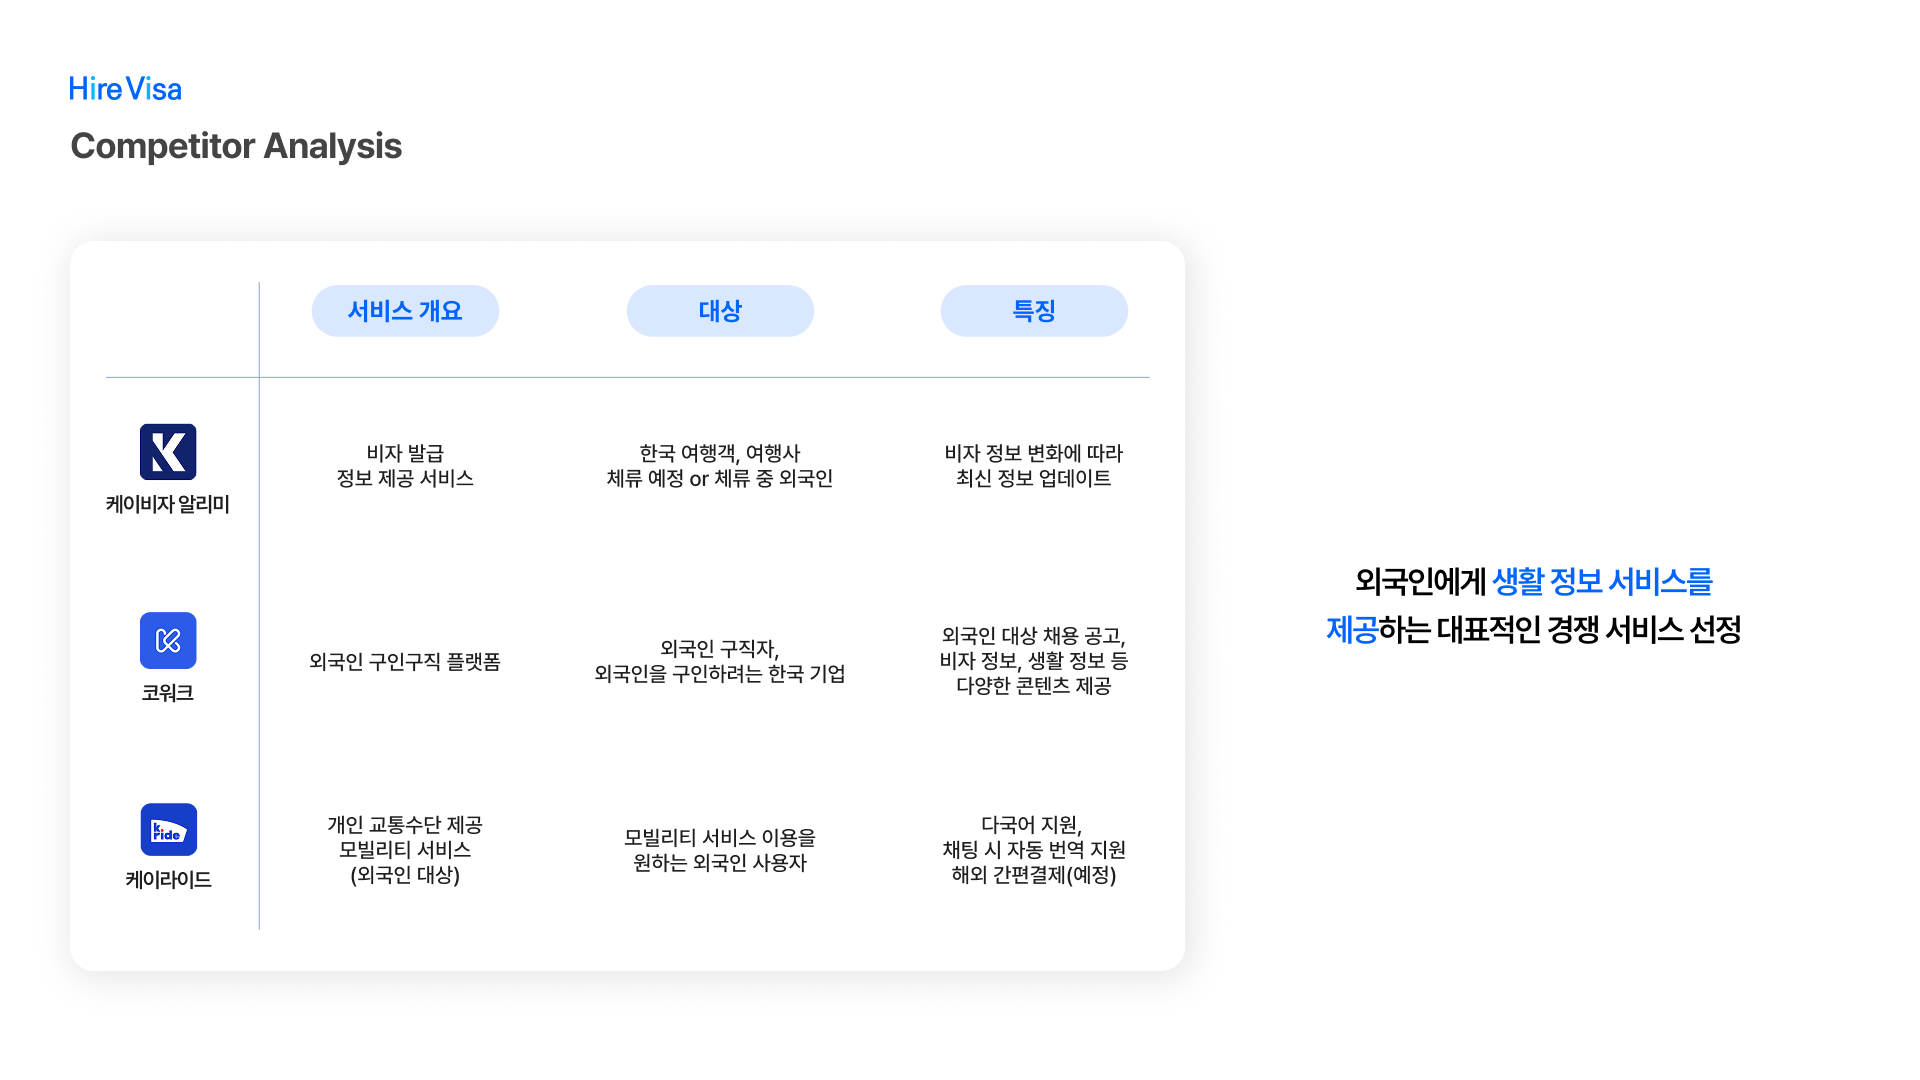 HireVisa
Competitor Analysis
서비스 개요
대상
특징
케이비자 알리미
비자 발급
정보 제공 서비스
한국 여행객, 여행사
체류 예정 or 체류 중 외국인
비자 정보 변화에 따라
최신 정보 업데이트
코워크
외국인 구인구직 플랫폼
외국인 구직자,
외국인을 구인하려는 한국 기업
외국인 대상 채용 공고,
비자 정보, 생활 정보 등
다양한 콘텐츠 제공
k
ride
케이라이드
개인 교통수단 제공
모빌리티 서비스
(외국인 대상)
모빌리티 서비스 이용을
원하는 외국인 사용자
다국어 지원,
채팅 시 자동 번역 지원
해외 간편결제(예정)
외국인에게 생활 정보 서비스를
제공하는 대표적인 경쟁 서비스 선정